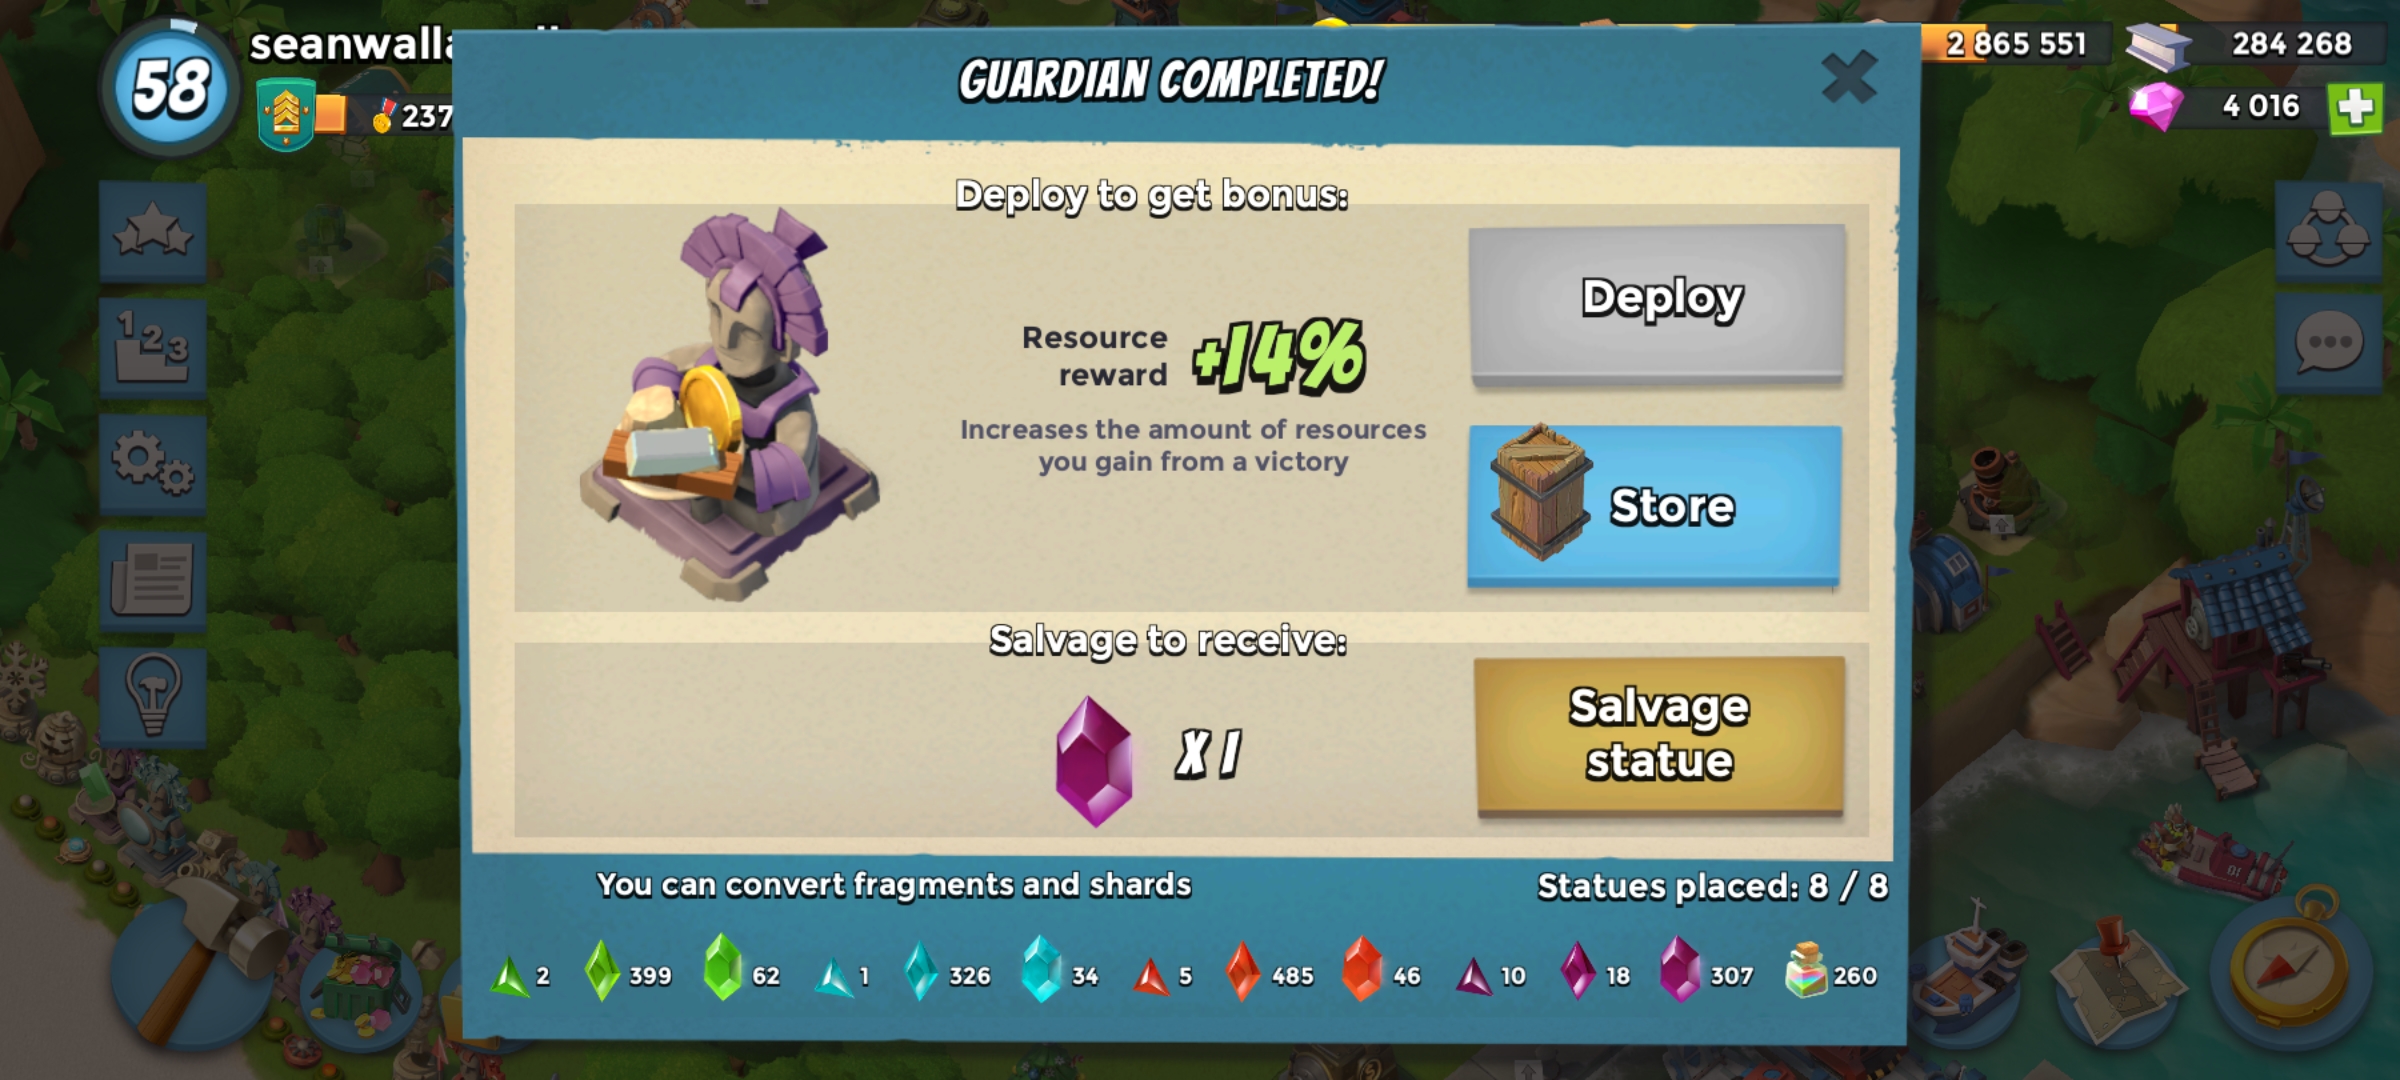 58
237
GUARDIAN COMPLETED!
2 865 551
284 268
4 016
Deploy to get bonus:
Resource
reward
+14%
Increases the amount of resources
you gain from a victory
Deploy
Store
123
Salvage to receive:
X 1
Salvage
statue
You can convert fragments and shards
Statues placed: 8 / 8
2 399 62 1 326 34 5 485 46 10 18 307 260